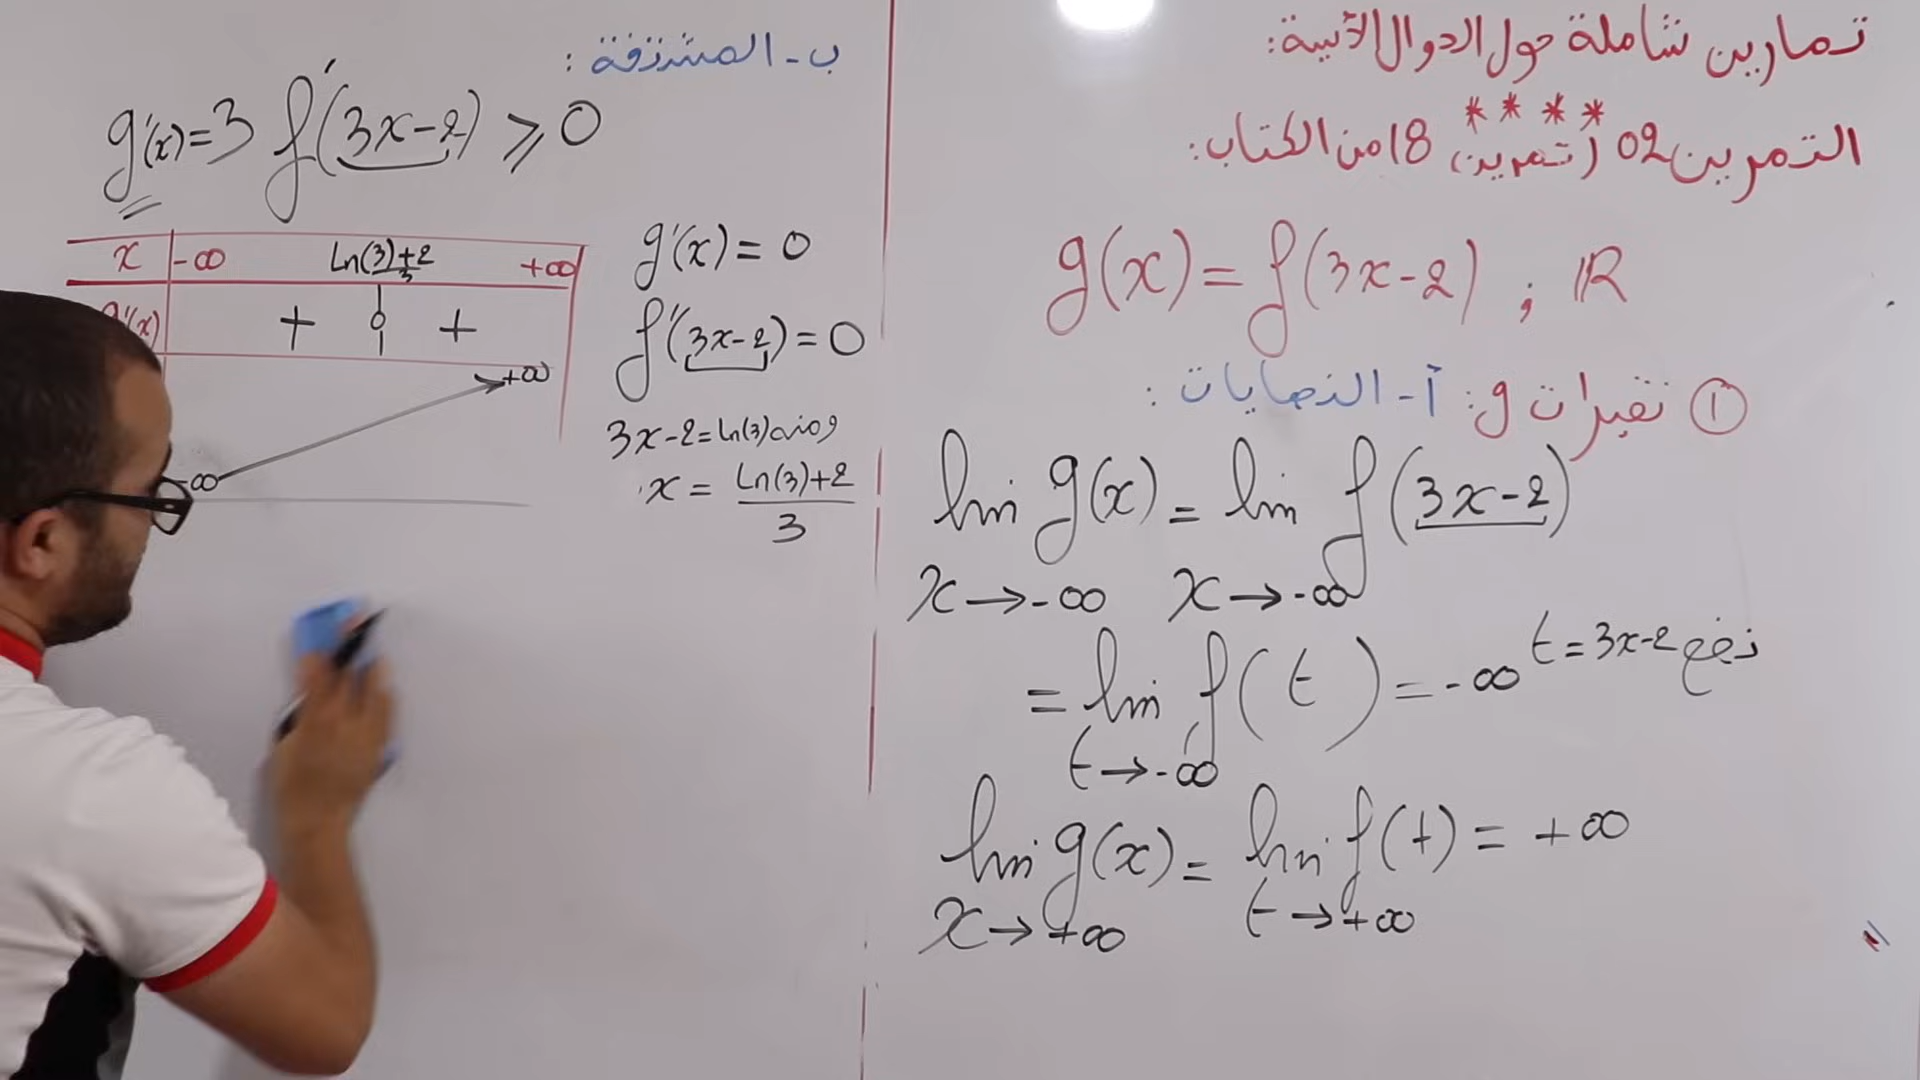 تمارين شاملة حول الدوال الأسية:
التمرين 02 (تمرين 18 من الكتاب:
****
g(x) = f(3x-2) ; ℝ
① تغيرات g: أ- النهايات:
lim g(x) = lim f(3x-2)
x→-∞ x→-∞
= lim f(t) = -∞ نضع t=3x-2
t→-∞
lim g(x) = lim f(t) = +∞
x→+∞ t→+∞
ب- المشتقة:
g'(x) = 3 f'(3x-2) ≥ 0
x -∞ ln(3)+2/3 +∞
g'(x) + 0 +
-∞ +∞
g'(x) = 0
f'(3x-2) = 0
3x-2 = ln(3) ومنه
x = ln(3)+2/3